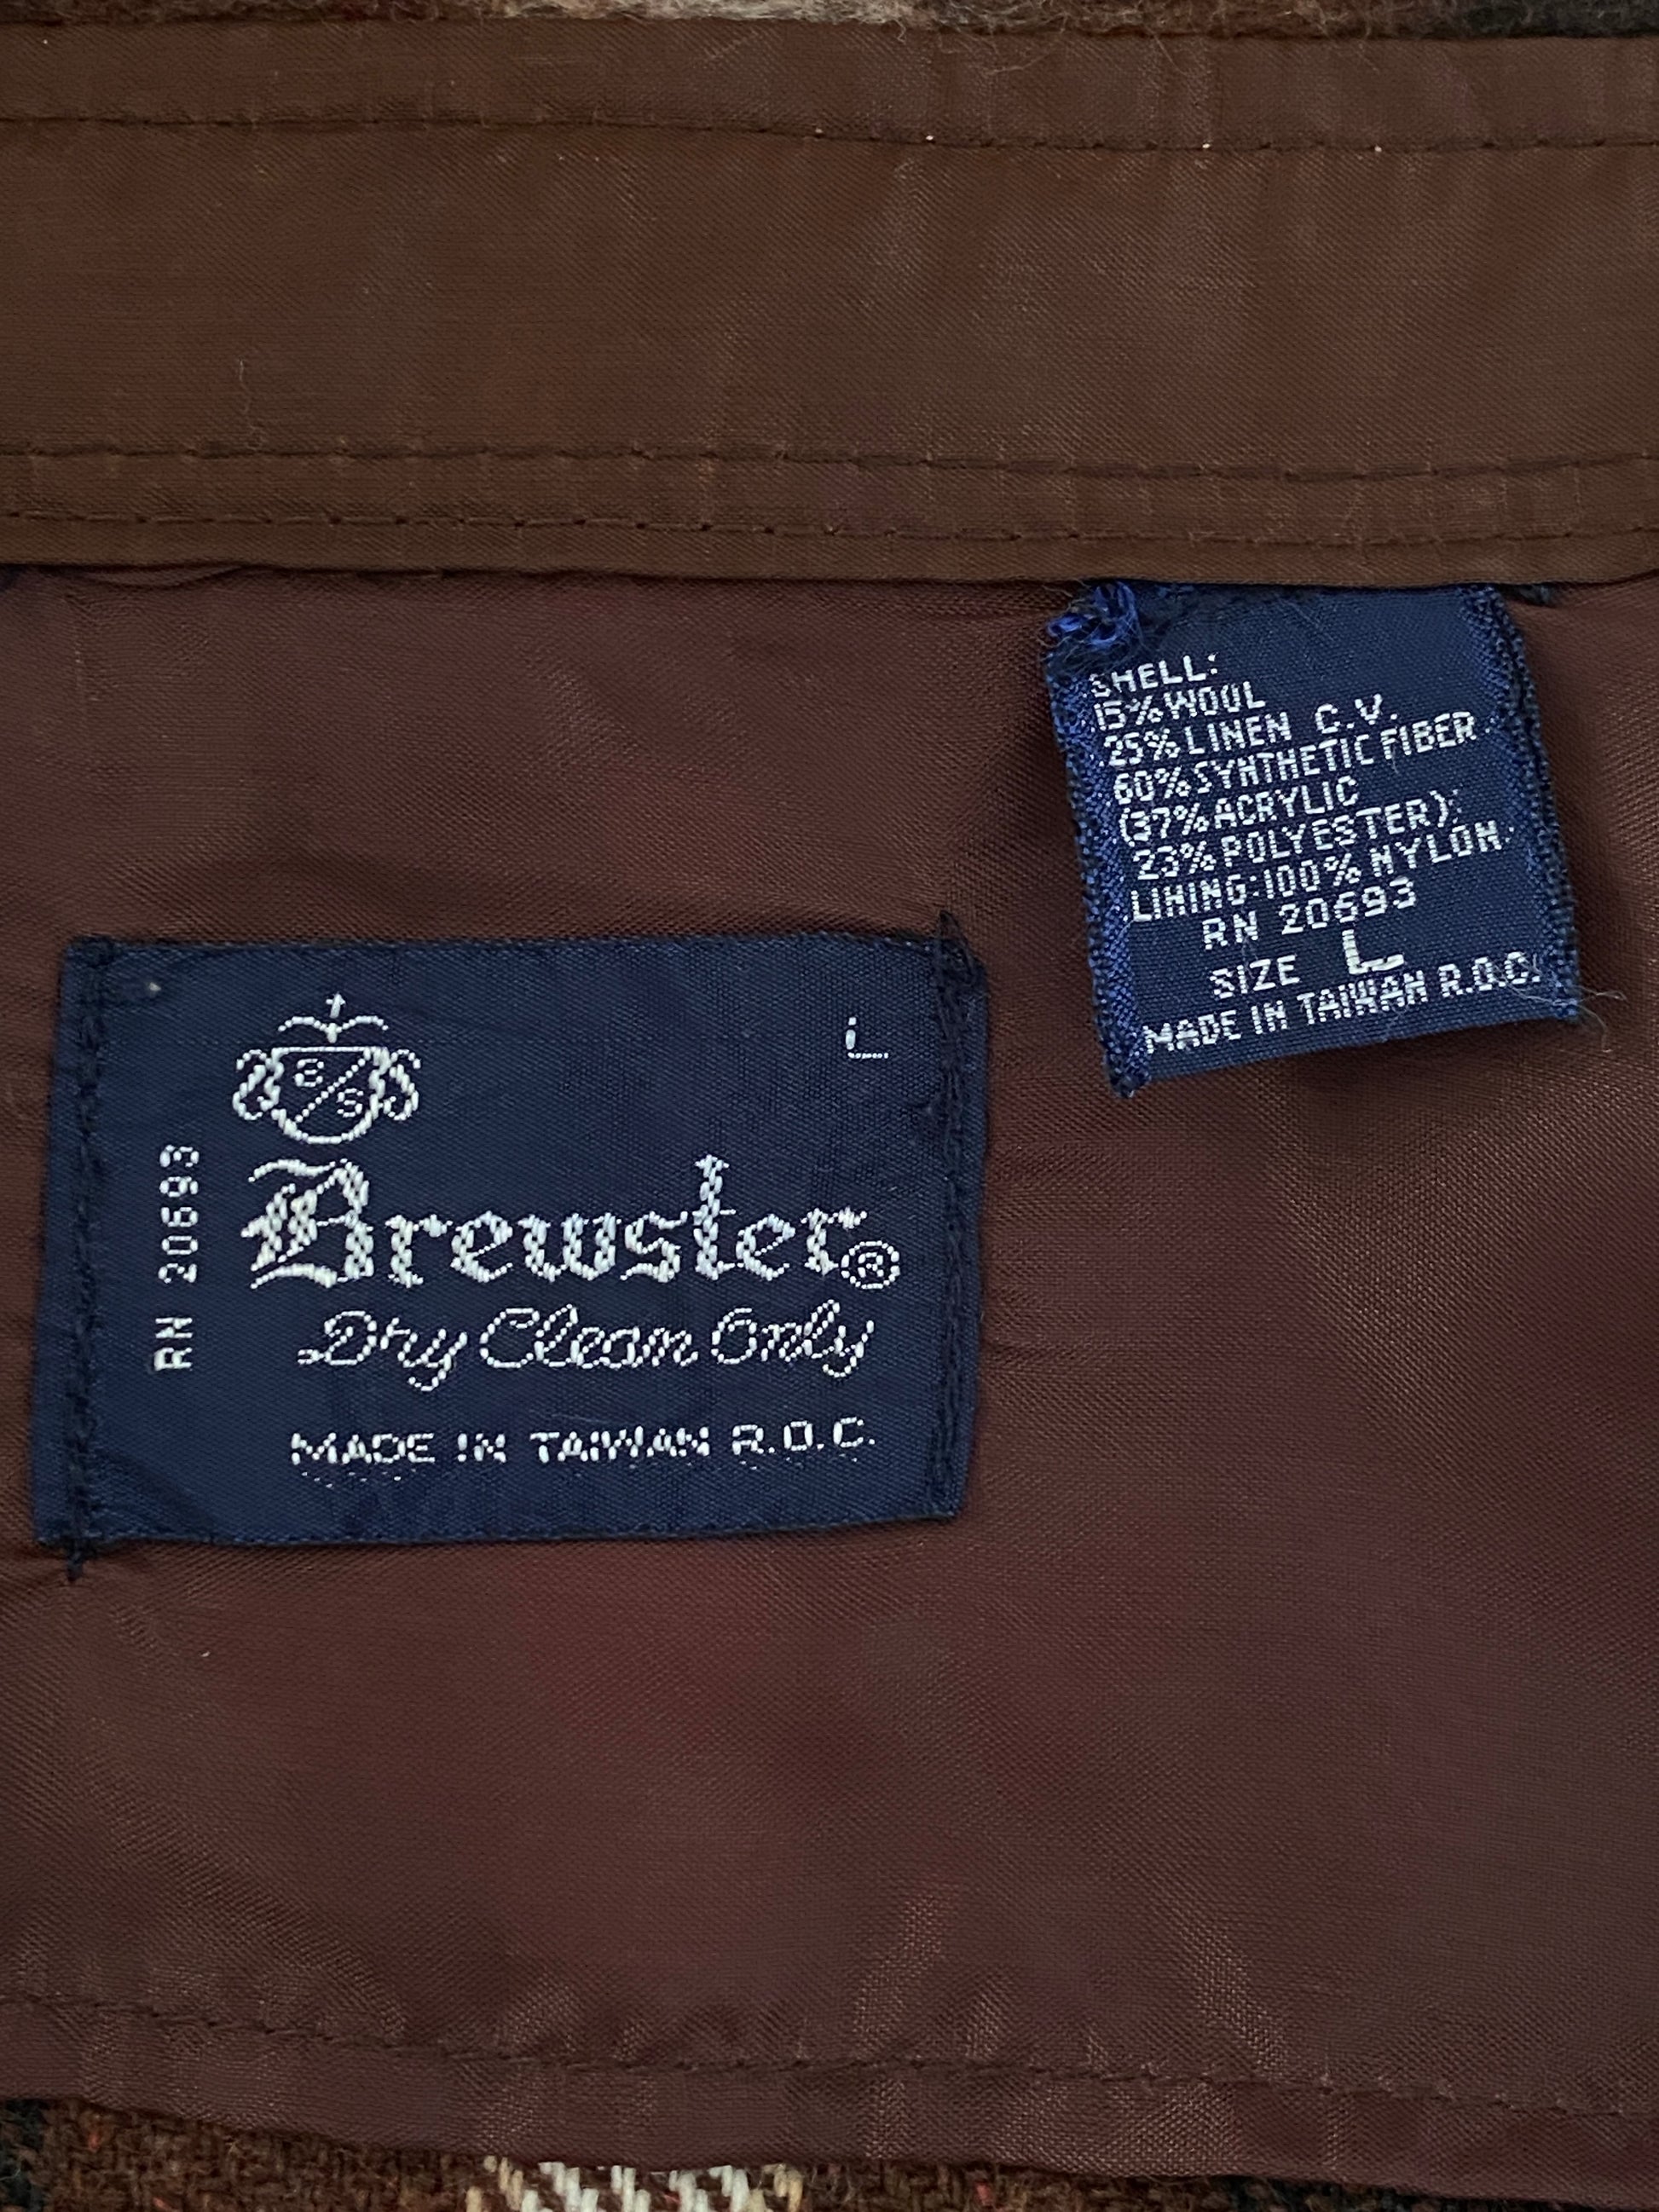 SHELL:
15% WOOL
25% LINEN C.V.
60% SYNTHETIC FIBER
(37% ACRYLIC
23% POLYESTER):
LINING:100% NYLON
RN 20693
SIZE L
MADE IN TAIWAN R.O.C.
L
B/S
RN 20693
Brewster®
Dry Clean Only
MADE IN TAIWAN R.O.C.